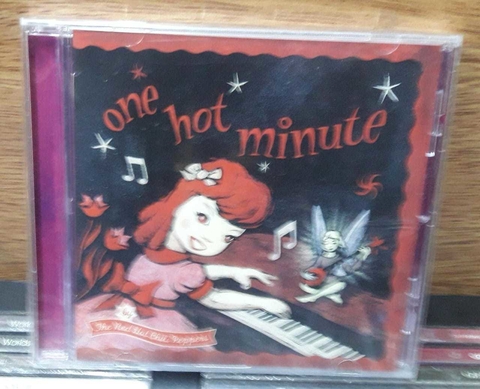 one
hot
minute
The Red Hot Chili Peppers